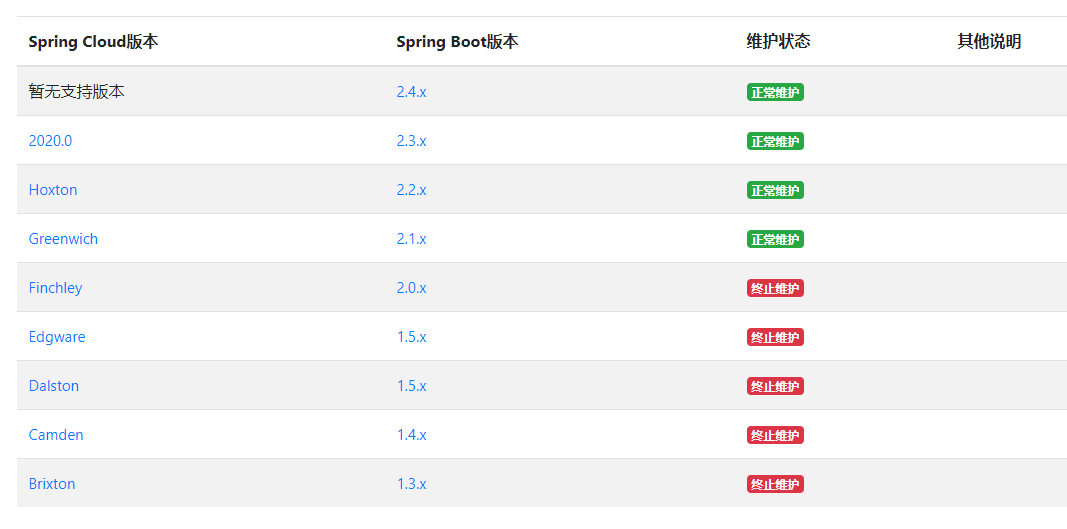 Spring Cloud版本 Spring Boot版本 维护状态 其他说明
暂无支持版本 2.4.x 正常维护
2020.0 2.3.x 正常维护
Hoxton 2.2.x 正常维护
Greenwich 2.1.x 正常维护
Finchley 2.0.x 终止维护
Edgware 1.5.x 终止维护
Dalston 1.5.x 终止维护
Camden 1.4.x 终止维护
Brixton 1.3.x 终止维护